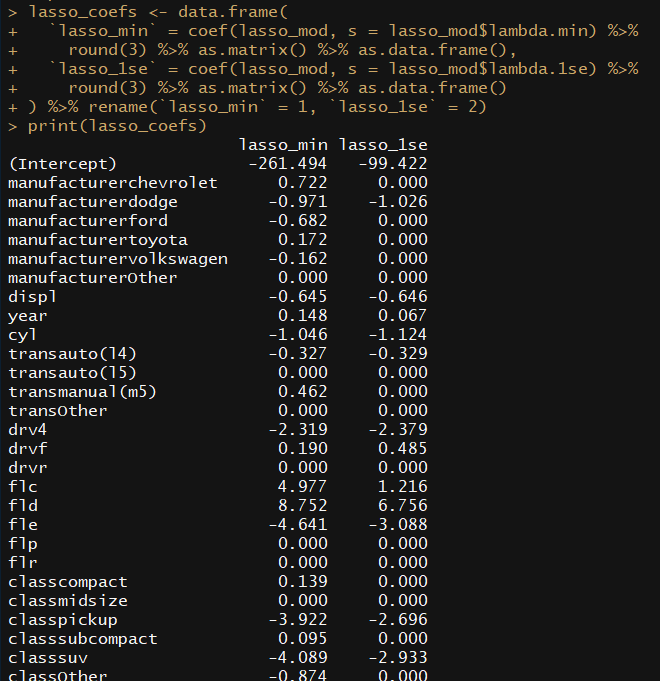 > lasso_coefs <- data.frame(
+   `lasso_min` = coef(lasso_mod, s = lasso_mod$lambda.min) %>%
+     round(3) %>% as.matrix() %>% as.data.frame(),
+   `lasso_1se` = coef(lasso_mod, s = lasso_mod$lambda.1se) %>%
+     round(3) %>% as.matrix() %>% as.data.frame()
+ ) %>% rename(`lasso_min` = 1, `lasso_1se` = 2)
> print(lasso_coefs)
                       lasso_min lasso_1se
(Intercept)             -261.494   -99.422
manufacturerchevrolet      0.722     0.000
manufacturerdodge         -0.971    -1.026
manufacturerford          -0.682     0.000
manufacturertoyota         0.172     0.000
manufacturervolkswagen    -0.162     0.000
manufacturerOther          0.000     0.000
displ                     -0.645    -0.646
year                       0.148     0.067
cyl                       -1.046    -1.124
transauto(l4)             -0.327    -0.329
transauto(l5)              0.000     0.000
transmanual(m5)            0.462     0.000
transOther                 0.000     0.000
drv4                      -2.319    -2.379
drvf                       0.190     0.485
drvr                       0.000     0.000
flc                        4.977     1.216
fld                        8.752     6.756
fle                       -4.641    -3.088
flp                        0.000     0.000
flr                        0.000     0.000
classcompact               0.139     0.000
classmidsize               0.000     0.000
classpickup               -3.922    -2.696
classsubcompact            0.095     0.000
classsuv                  -4.089    -2.933
classOther                -0.874     0.000